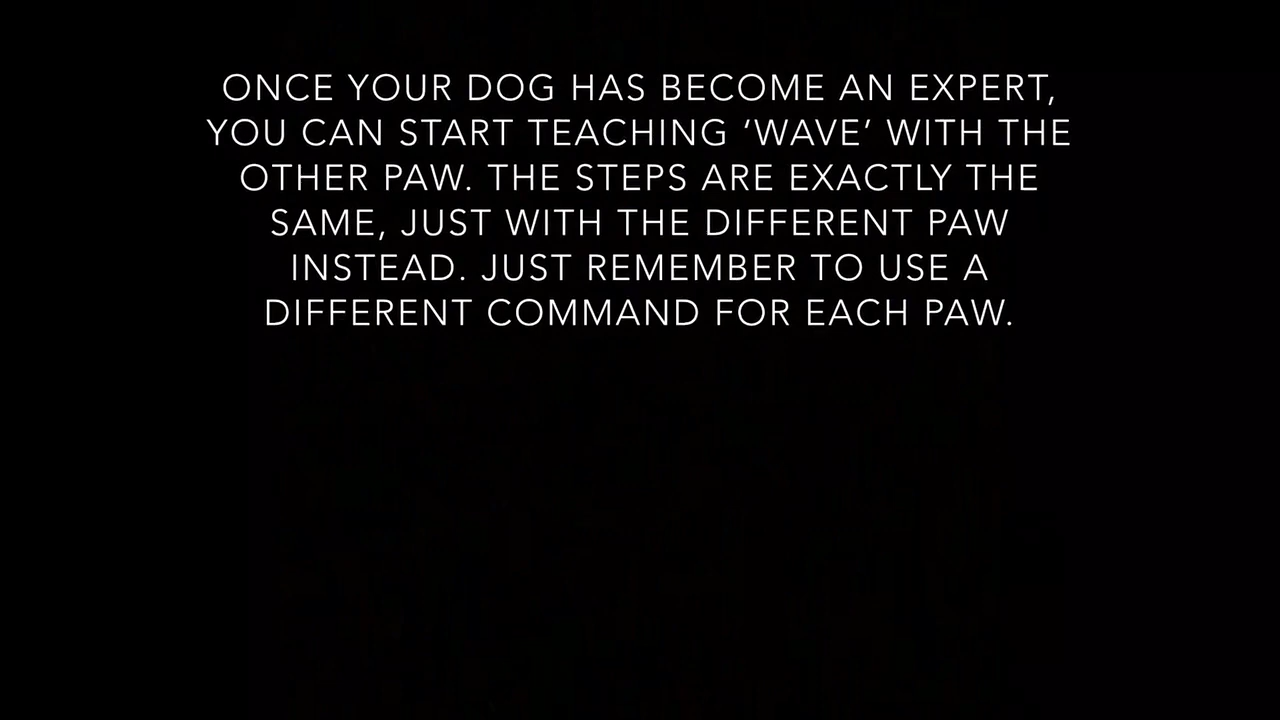 ONCE YOUR DOG HAS BECOME AN EXPERT,
YOU CAN START TEACHING ‘WAVE’ WITH THE
OTHER PAW. THE STEPS ARE EXACTLY THE
SAME, JUST WITH THE DIFFERENT PAW
INSTEAD. JUST REMEMBER TO USE A
DIFFERENT COMMAND FOR EACH PAW.